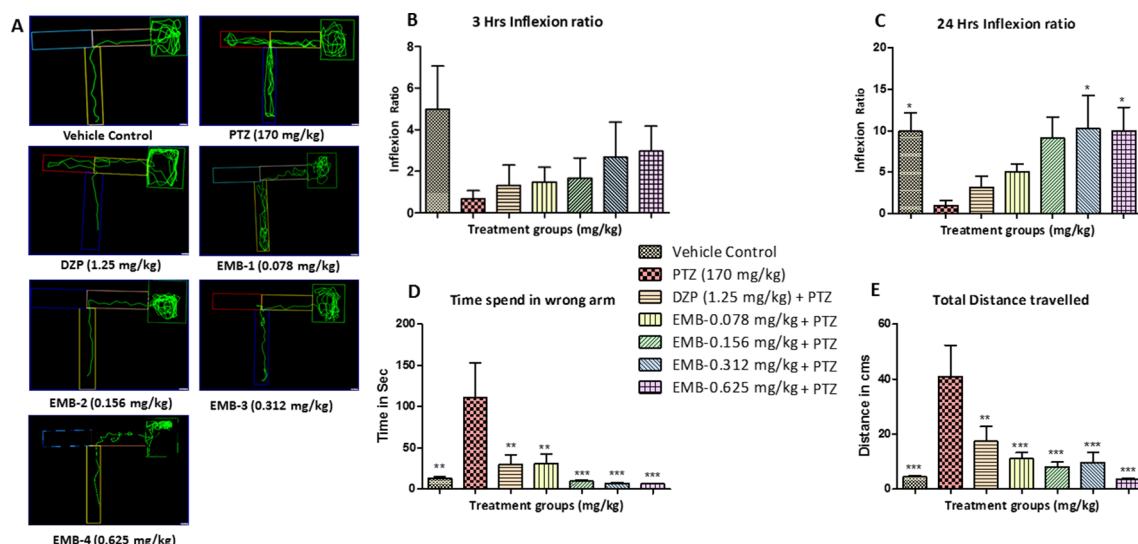 A
Vehicle Control
PTZ (170 mg/kg)
DZP (1.25 mg/kg)
EMB-1 (0.078 mg/kg)
EMB-2 (0.156 mg/kg)
EMB-3 (0.312 mg/kg)
EMB-4 (0.625 mg/kg)
B
3 Hrs Inflexion ratio
Inflexion Ratio
8
6
4
2
0
Treatment groups (mg/kg)
C
24 Hrs Inflexion ratio
Inflexion Ratio
20
15
10
5
0
*
*
*
Treatment groups (mg/kg)
Vehicle Control
PTZ (170 mg/kg)
DZP (1.25 mg/kg) + PTZ
EMB-0.078 mg/kg + PTZ
EMB-0.156 mg/kg + PTZ
EMB-0.312 mg/kg + PTZ
EMB-0.625 mg/kg + PTZ
D
Time spend in wrong arm
Time in Sec
200
150
100
50
0
**
**
**
***
***
***
Treatment groups (mg/kg)
E
Total Distance travelled
Distance in cms
60
40
20
0
***
**
***
***
***
***
Treatment groups (mg/kg)